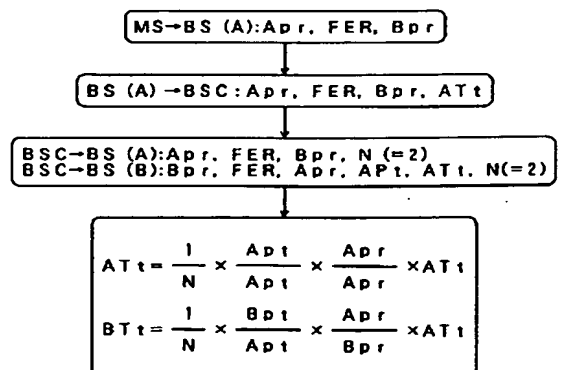 MS→BS (A):Apr, FER, Bpr
BS (A)→BSC:Apr, FER, Bpr, ATt
BSC→BS (A):Apr, FER, Bpr, N (=2)
BSC→BS (B):Bpr, FER, Apr, APt, ATt, N(=2)
ATt = 1/N × Apt/Apt × Apr/Apr ×ATt
BTt = 1/N × Bpt/Apt × Apr/Bpr ×ATt